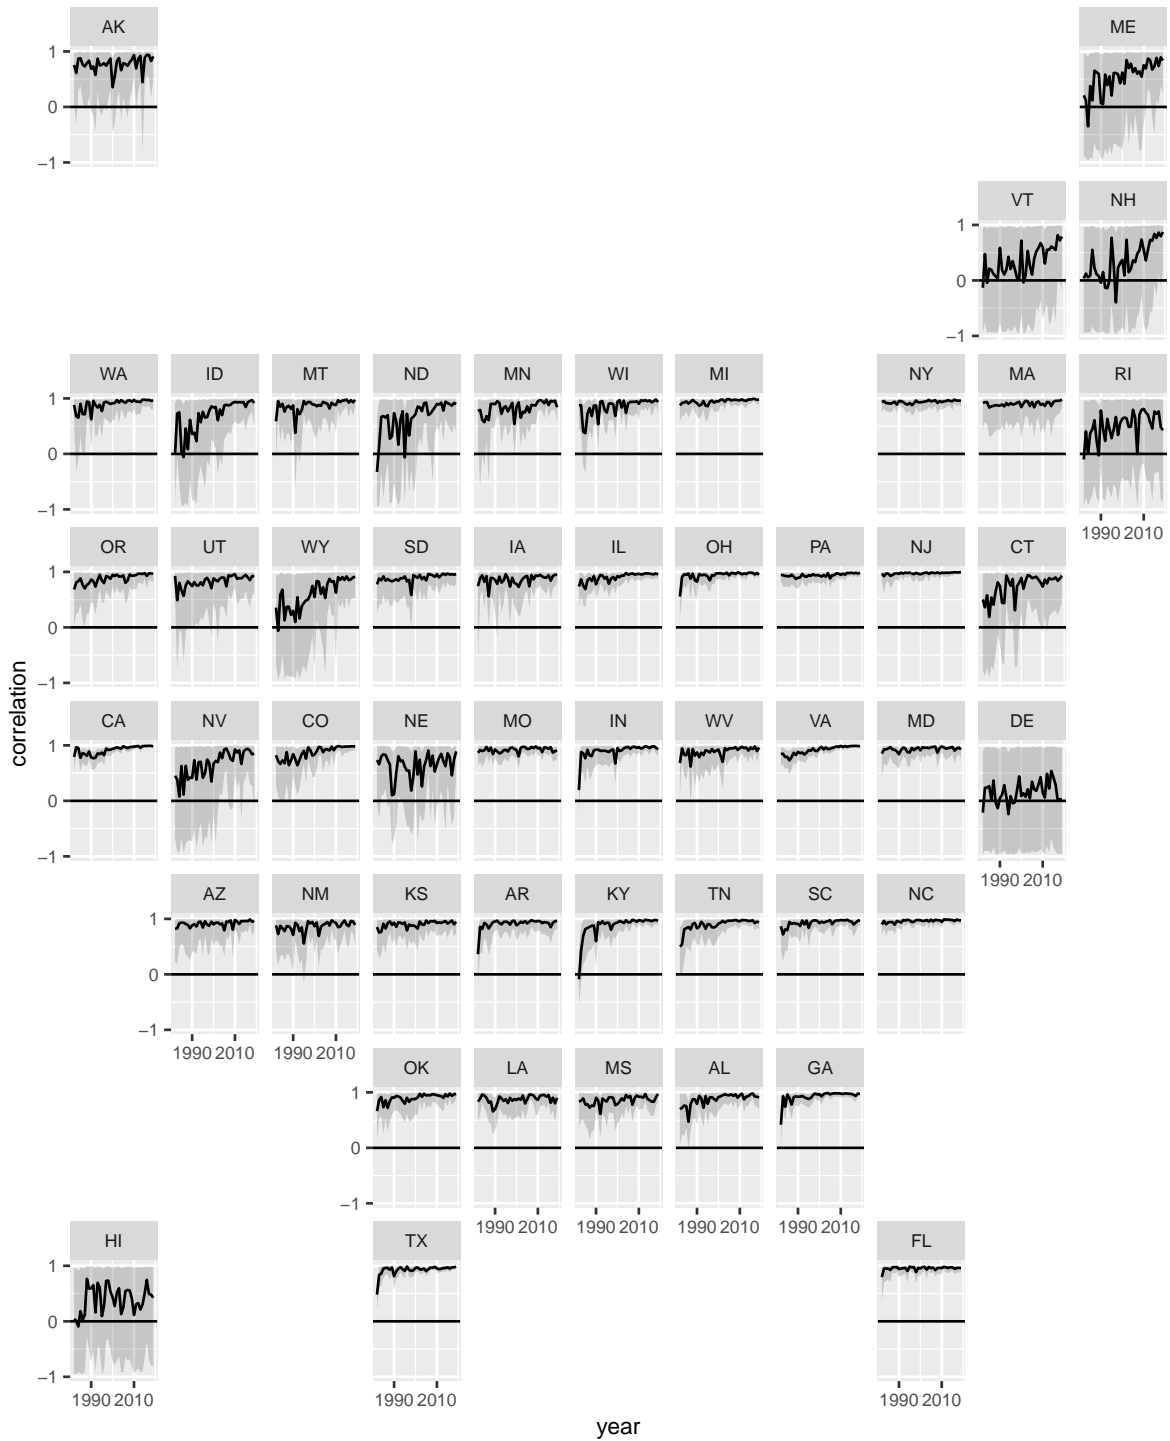 AK ME
1
0
−1
VT NH
1
0
−1
WA ID MT ND MN WI MI NY MA RI
1
0
−1
1990 2010
OR UT WY SD IA IL OH PA NJ CT
1
0
−1
CA NV CO NE MO IN WV VA MD DE
1
0
−1
1990 2010
AZ NM KS AR KY TN SC NC
1
0
−1
1990 2010 1990 2010
OK LA MS AL GA
1
0
−1
1990 2010 1990 2010 1990 2010 1990 2010
HI TX FL
1
0
−1
1990 2010 1990 2010 1990 2010
year
correlation